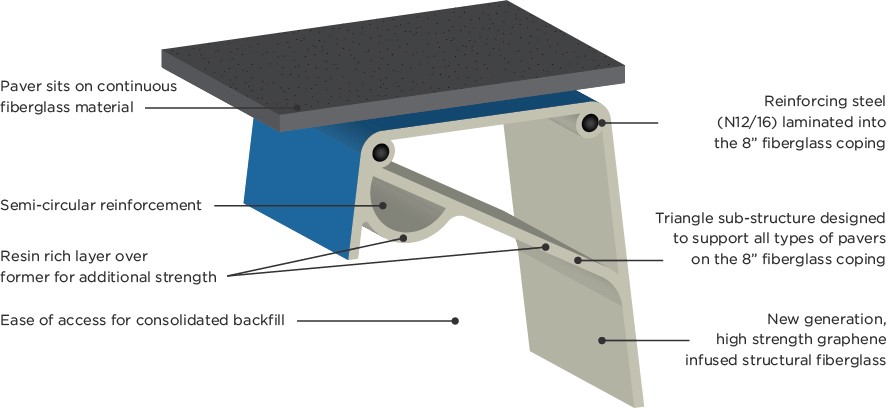 Paver sits on continuous
fiberglass material
Semi-circular reinforcement
Resin rich layer over
former for additional strength
Ease of access for consolidated backfill
Reinforcing steel
(N12/16) laminated into
the 8” fiberglass coping
Triangle sub-structure designed
to support all types of pavers
on the 8” fiberglass coping
New generation,
high strength graphene
infused structural fiberglass